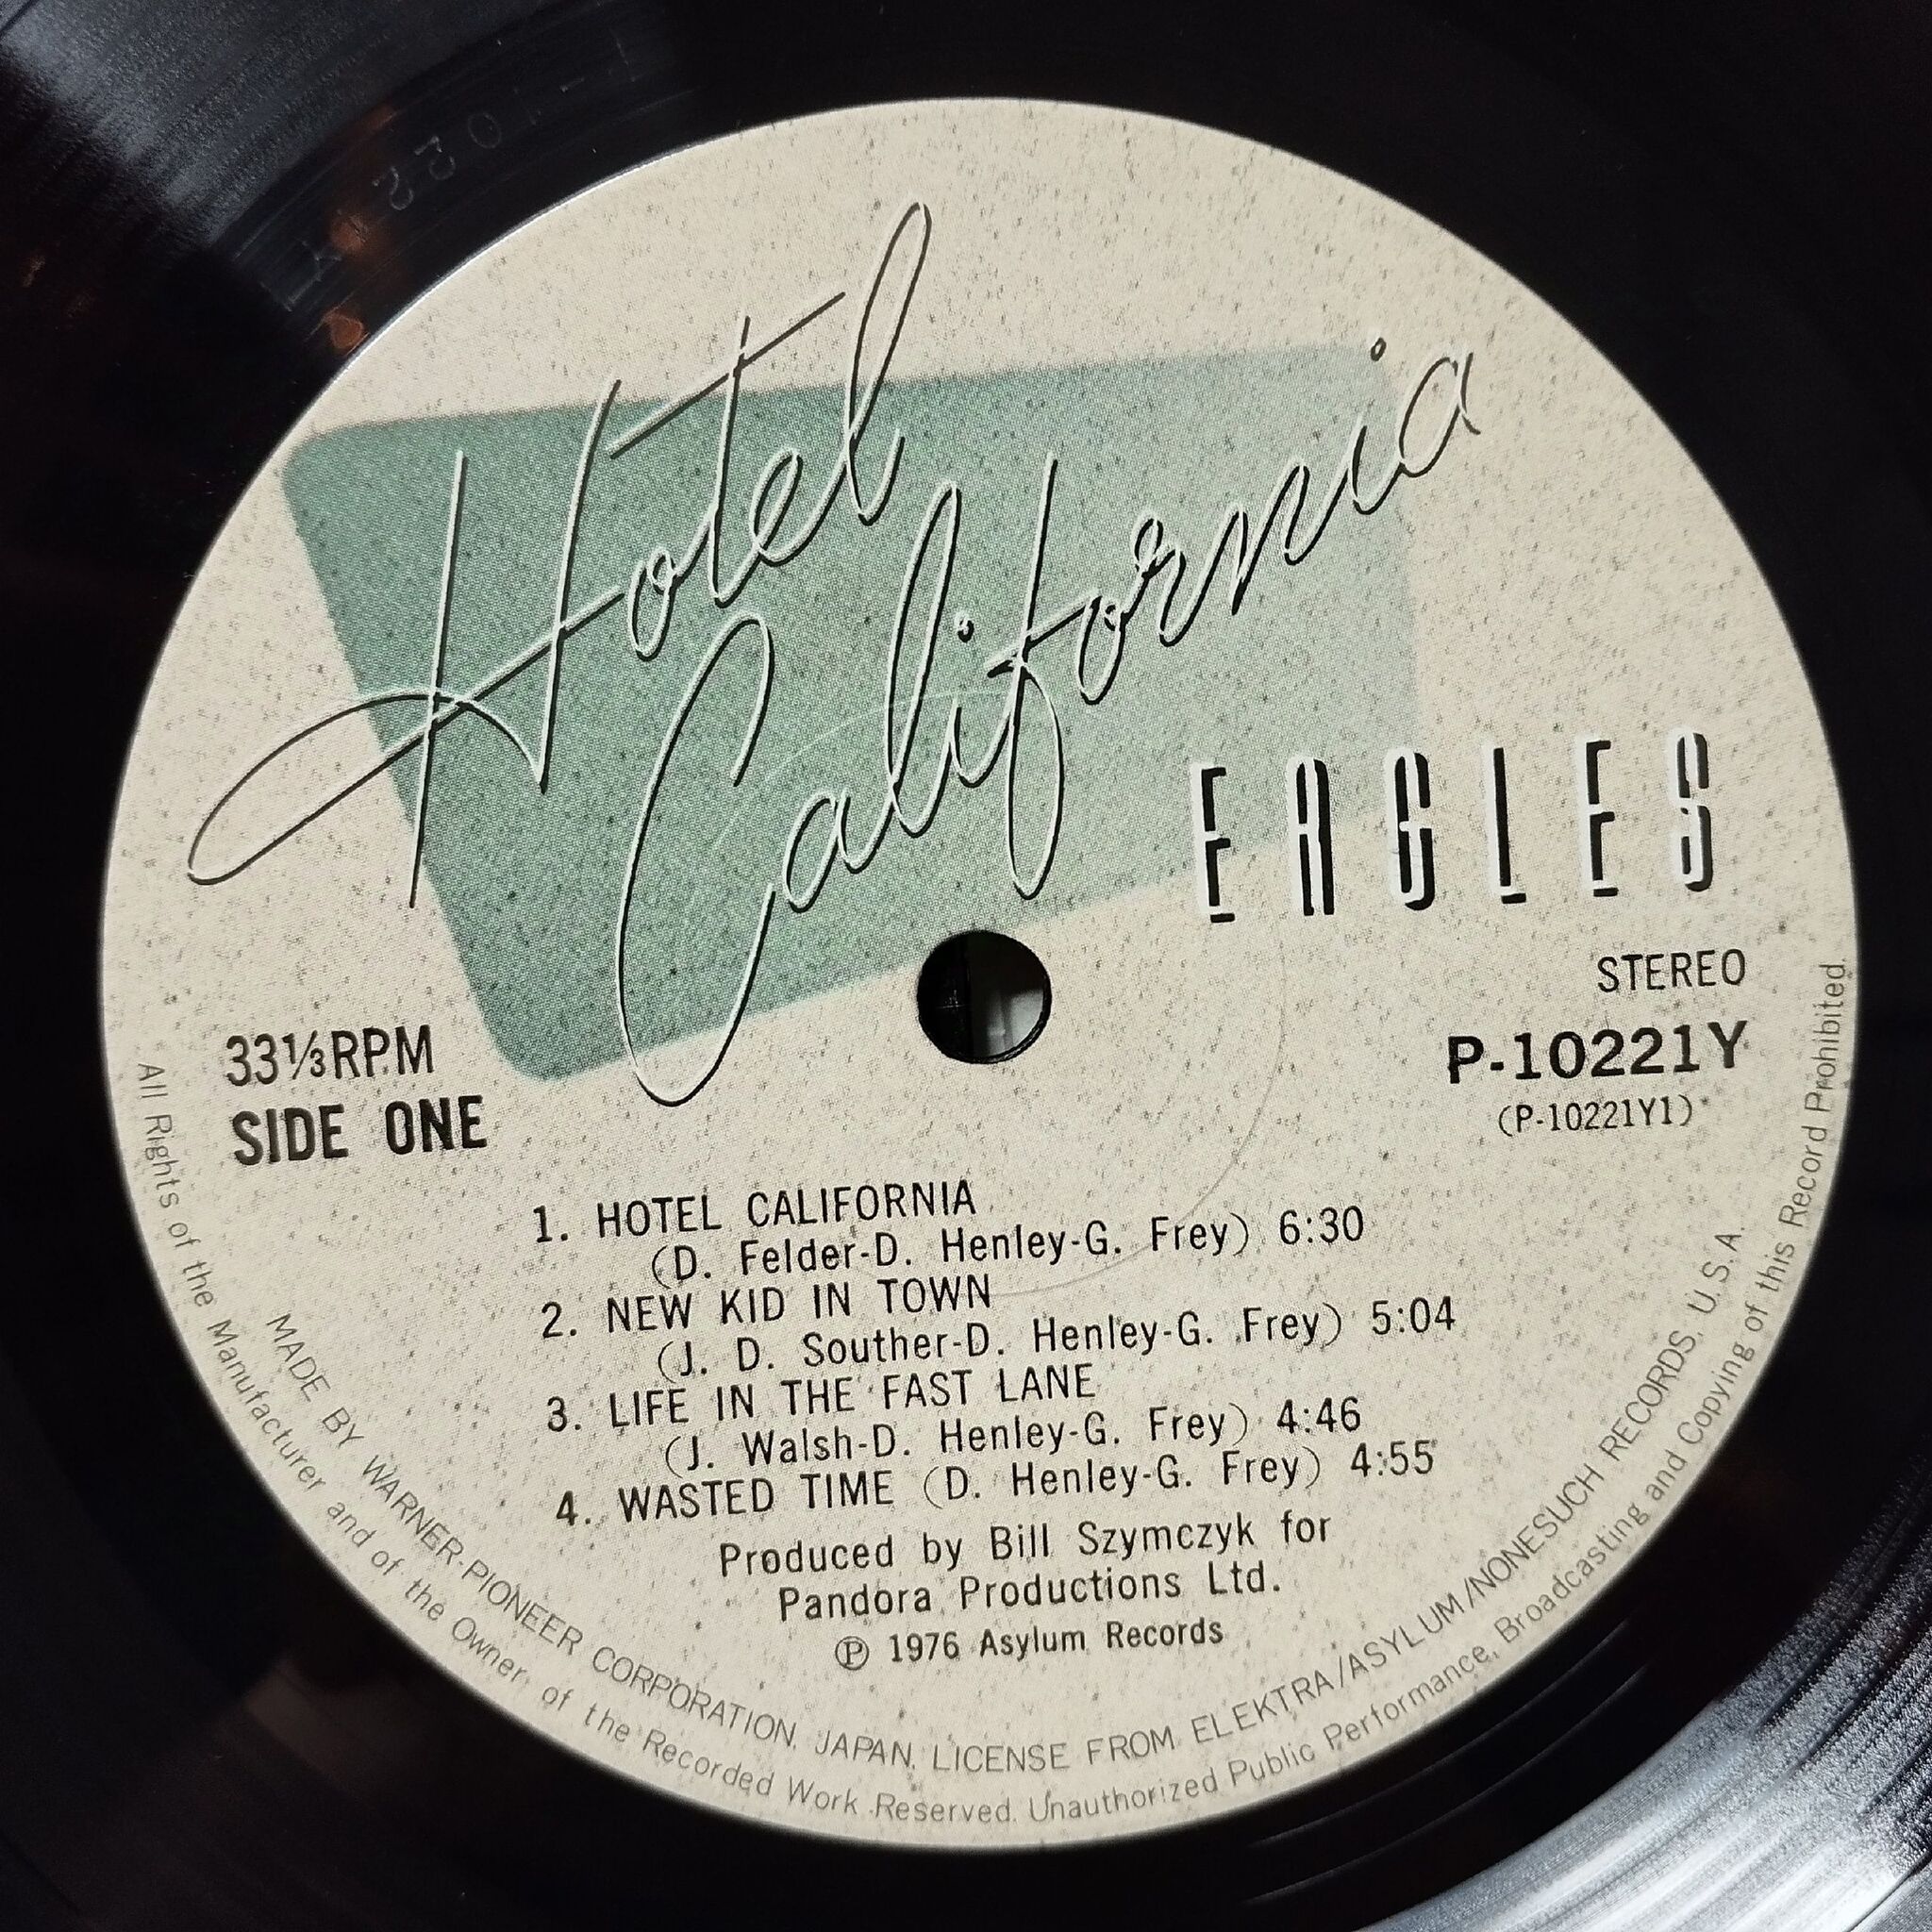 Hotel
California
EAGLES
STEREO
33⅓RPM
P-10221Y
SIDE ONE
(P-10221Y1)
1. HOTEL CALIFORNIA
(D. Felder-D. Henley-G. Frey) 6:30
2. NEW KID IN TOWN
(J. D. Souther-D. Henley-G. Frey) 5:04
3. LIFE IN THE FAST LANE
(J. Walsh-D. Henley-G. Frey) 4:46
4. WASTED TIME (D. Henley-G. Frey) 4:55
Produced by Bill Szymczyk for
Pandora Productions Ltd.
℗ 1976 Asylum Records
MADE BY WARNER-PIONEER CORPORATION, JAPAN, LICENSE FROM ELEKTRA/ASYLUM/NONESUCH RECORDS, U.S.A.
All Rights of the Manufacturer and of the Owner of the Recorded Work Reserved. Unauthorized Public Performance, Broadcasting and Copying of this Record Prohibited.